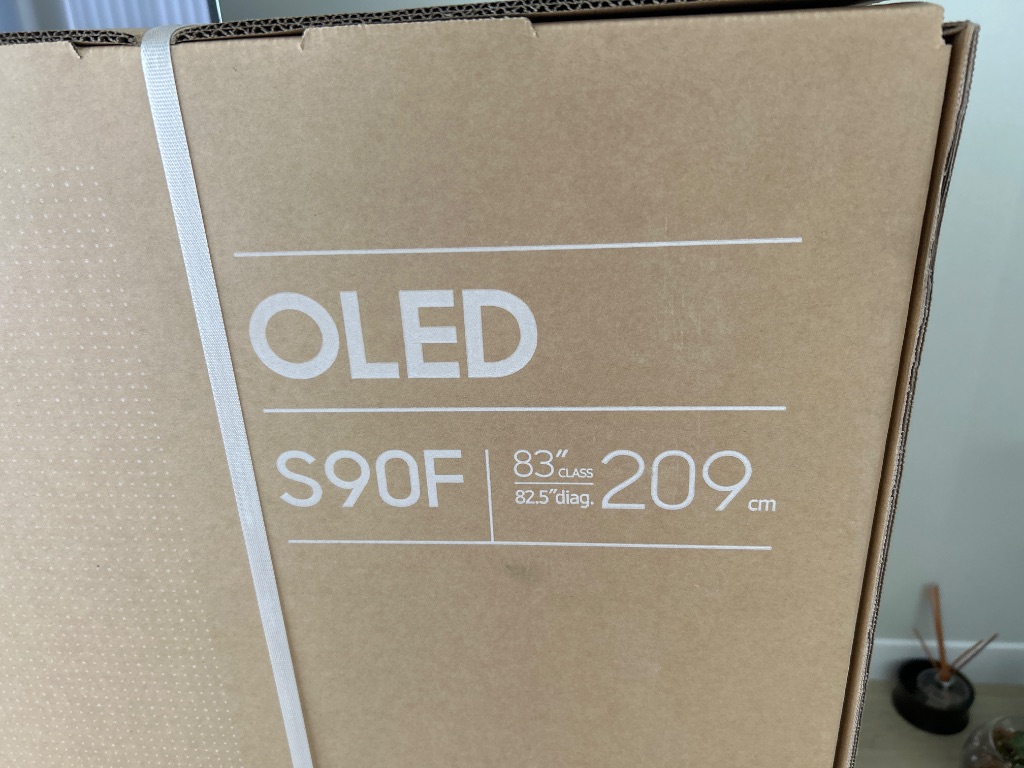 OLED
S90F 83" CLASS 209 cm
82.5"diag.